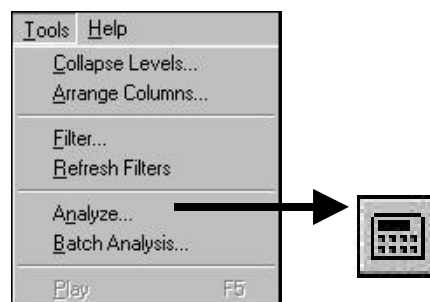 Tools Help
Collapse Levels...
Arrange Columns...
Filter...
Refresh Filters
Analyze...
Batch Analysis...
Play F5